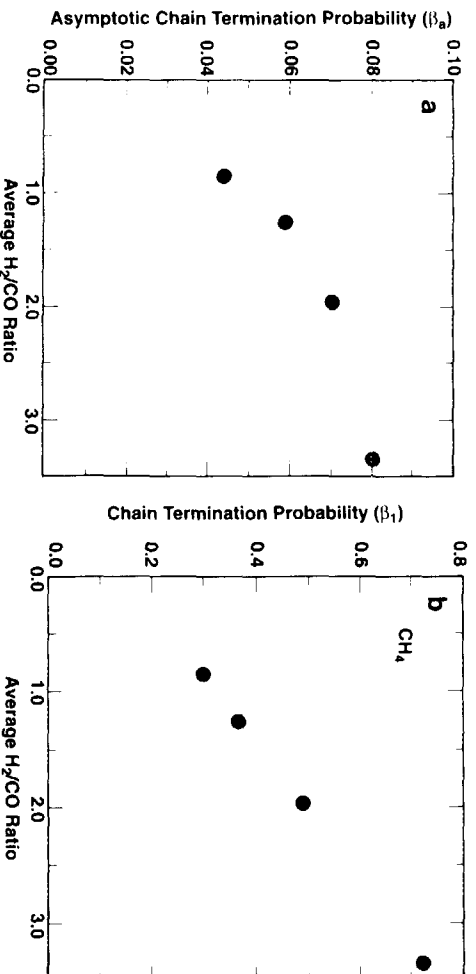 Asymptotic Chain Termination Probability (βₐ)
0.10
0.08
0.06
0.04
0.02
0.00
a
0.0
1.0
2.0
3.0
Average H₂/CO Ratio
Chain Termination Probability (β₁)
0.8
0.6
0.4
0.2
0.0
b
CH₄
0.0
1.0
2.0
3.0
Average H₂/CO Ratio